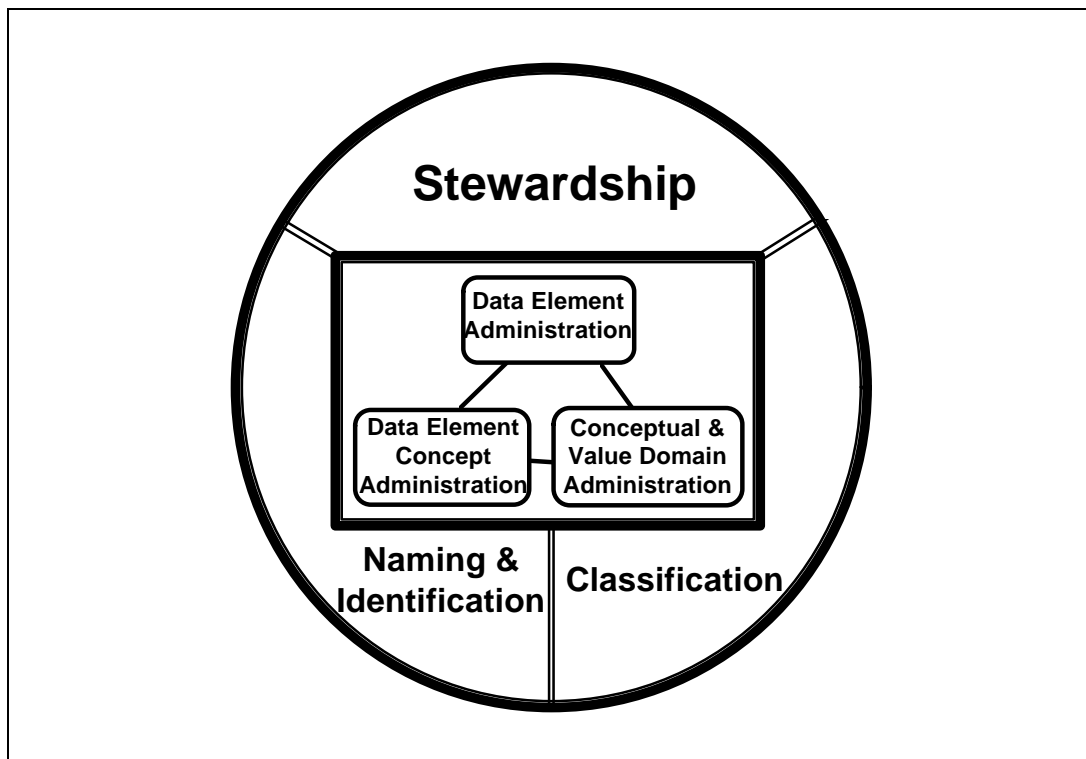 Stewardship
Data Element
Administration
Data Element
Concept
Administration
Conceptual &
Value Domain
Administration
Naming &
Identification
Classification